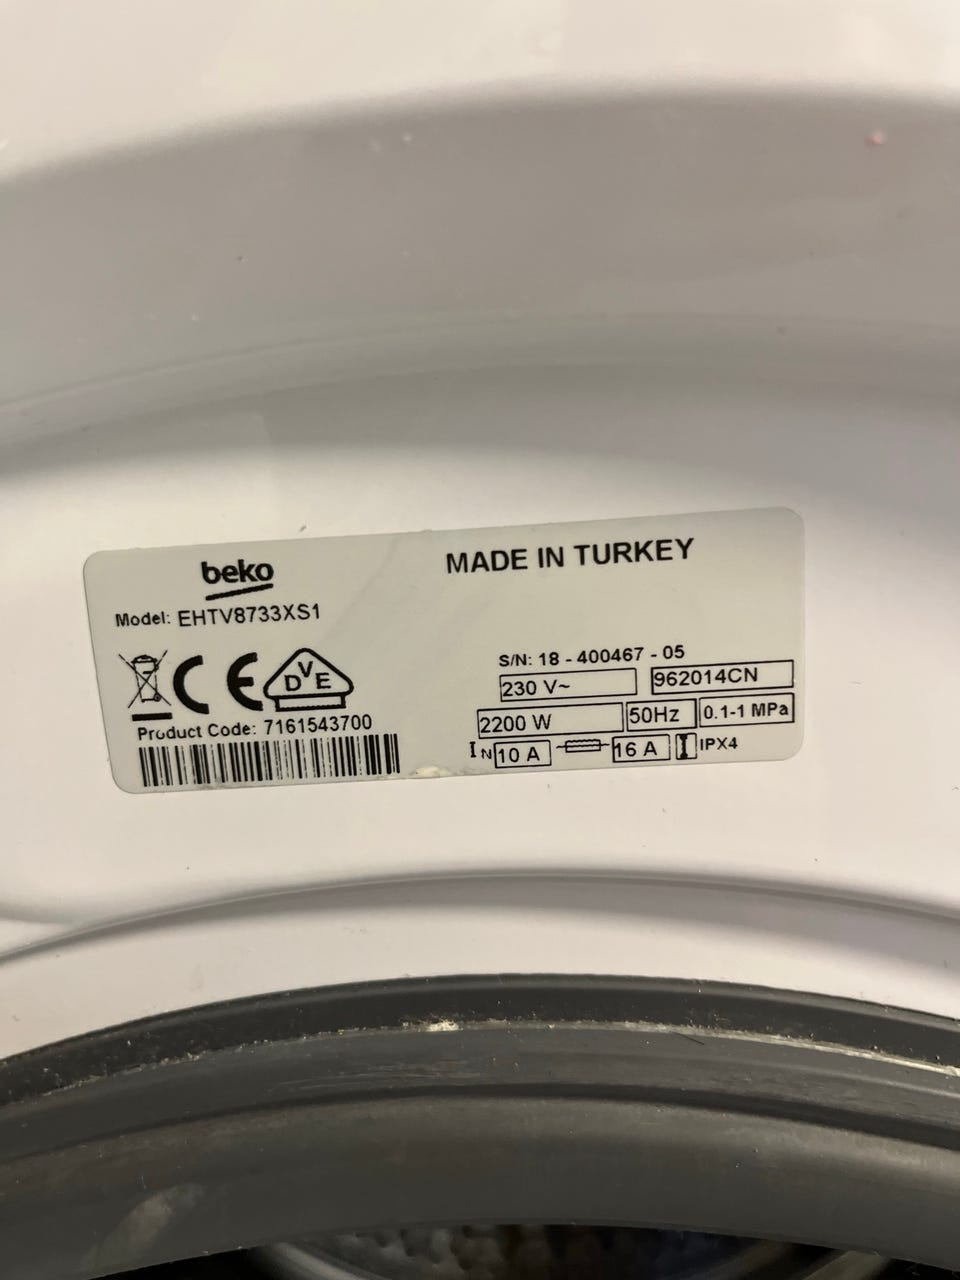 beko
MADE IN TURKEY
Model: EHTV8733XS1
S/N: 18 - 400467 - 05
230 V~ 962014CN
2200 W 50Hz 0.1-1 MPa
IN 10 A 16 A IPX4
CE DVE
Product Code: 7161543700